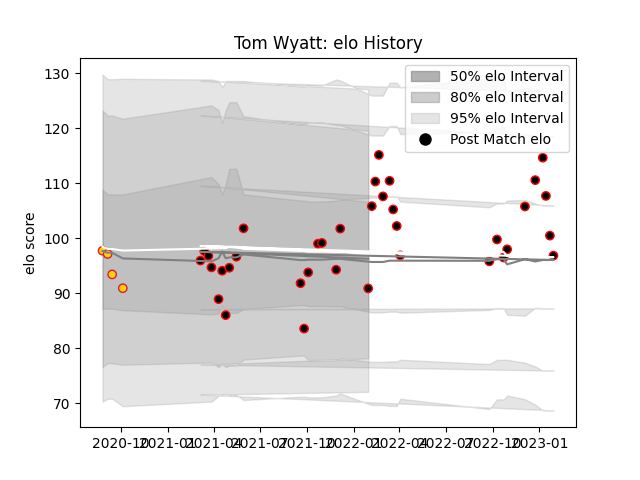 Tom Wyatt: elo History
50% elo Interval
80% elo Interval
95% elo Interval
Post Match elo
elo score
130
120
110
100
90
80
70
2020-10
2021-01
2021-04
2021-07
2021-10
2022-01
2022-04
2022-07
2022-10
2023-01